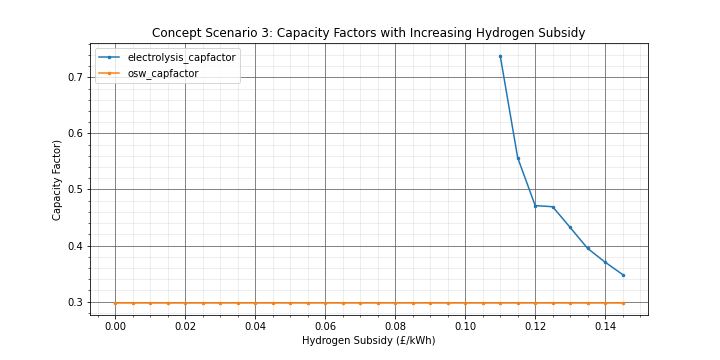 Concept Scenario 3: Capacity Factors with Increasing Hydrogen Subsidy
electrolysis_capfactor
osw_capfactor
0.7
0.6
0.5
0.4
0.3
Capacity Factor)
0.00 0.02 0.04 0.06 0.08 0.10 0.12 0.14
Hydrogen Subsidy (£/kWh)